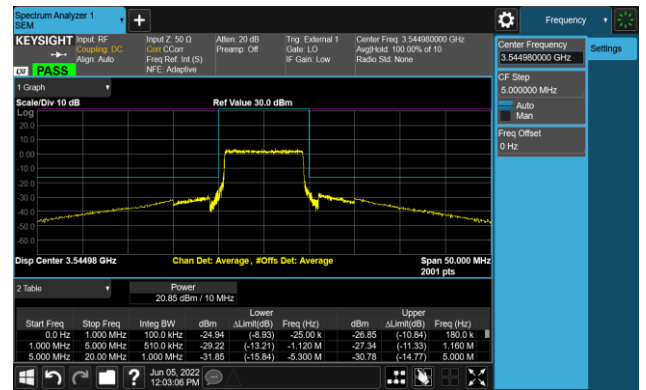 Spectrum Analyzer 1
SEM
Frequency
KEYSIGHT
Input: RF
Coupling: DC
Align: Auto
Input Z: 50 Ω
Corr CCorr
Freq Ref: Int (S)
NFE: Adaptive
Atten: 20 dB
Preamp: Off
Trig: External 1
Gate: LO
IF Gain: Low
Center Freq: 3.544980000 GHz
Avg|Hold: 100.00% of 10
Radio Std: None
LXI PASS
Center Frequency
3.544980000 GHz
Settings
CF Step
5.000000 MHz
Auto
Man
Freq Offset
0 Hz
1 Graph
Scale/Div 10 dB
Ref Value 30.0 dBm
Log
20.0
10.0
0.00
-10.0
-20.0
-30.0
-40.0
-50.0
-60.0
Disp Center 3.54498 GHz
Chan Det: Average, #Offs Det: Average
Span 50.000 MHz
2001 pts
2 Table
Power
20.85 dBm / 10 MHz
Lower Upper
Start Freq Stop Freq Integ BW dBm ΔLimit(dB) Freq (Hz) dBm ΔLimit(dB) Freq (Hz)
0.0 Hz 1.000 MHz 100.0 kHz -24.94 (-8.93) -25.00 k -26.85 (-10.84) 180.0 k
1.000 MHz 5.000 MHz 510.0 kHz -29.22 (-13.21) -1.120 M -27.34 (-11.33) 1.160 M
5.000 MHz 20.00 MHz 1.000 MHz -31.85 (-15.84) -5.300 M -30.78 (-14.77) 5.000 M
Jun 05, 2022
12:03:06 PM